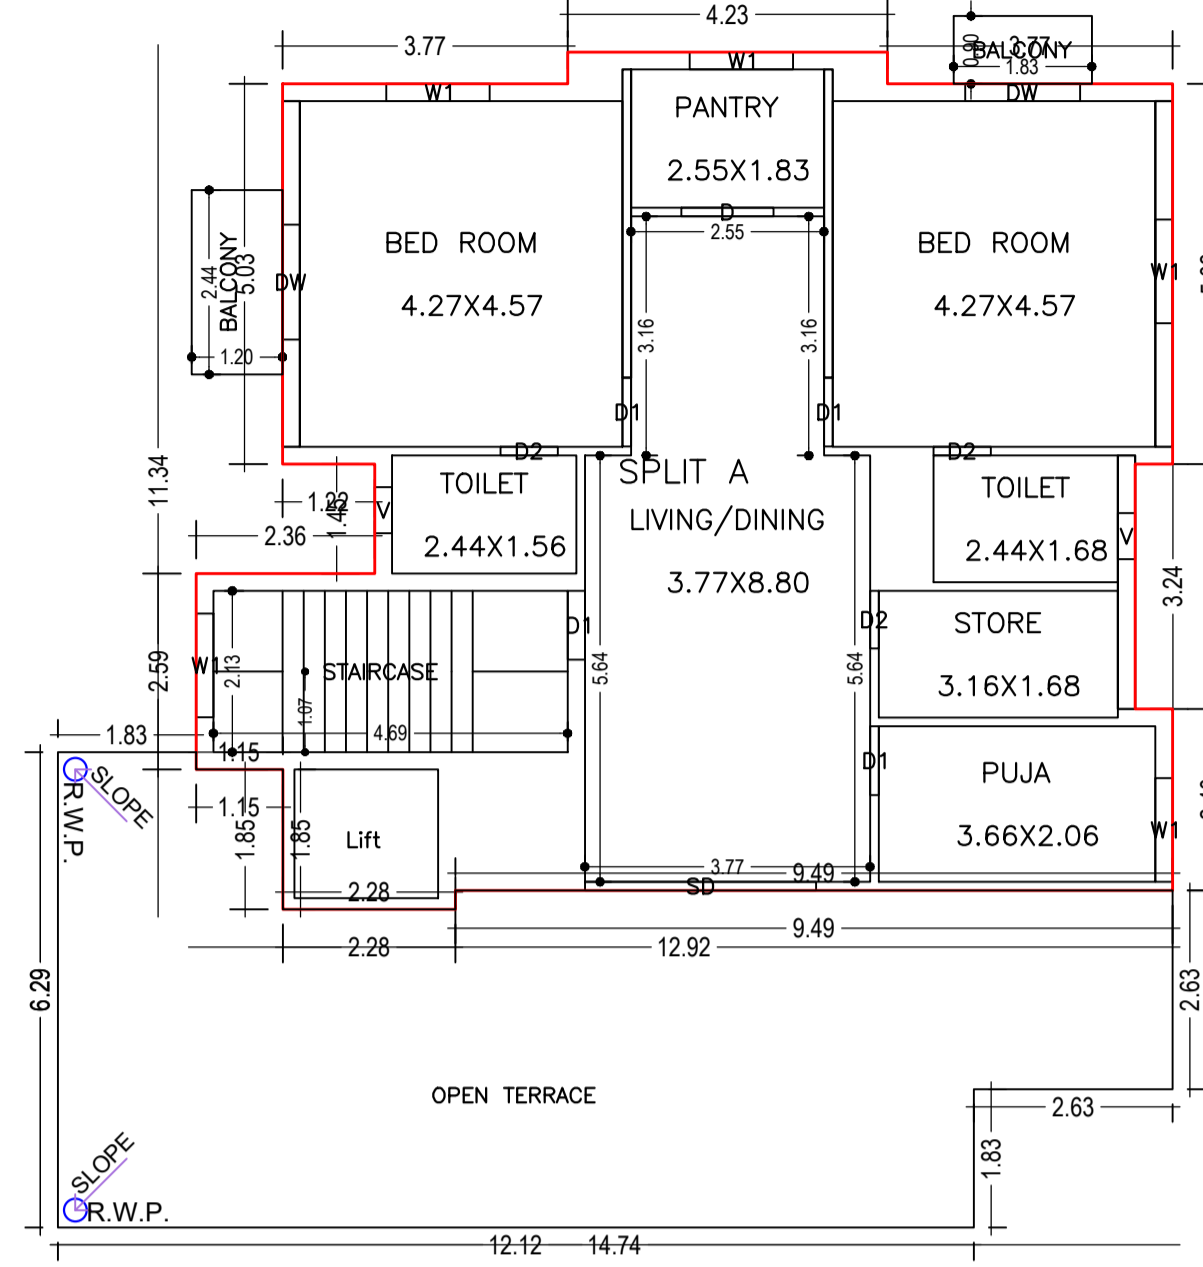 4.23
3.77
3.77
BALCONY
0.90
1.83
W1
W1
DW
PANTRY
2.55X1.83
D
2.55
BED ROOM
4.27X4.57
BED ROOM
4.27X4.57
BALCONY
2.44
5.03
1.20
DW
W1
3.16
3.16
D1
D1
D2
D2
11.34
SPLIT A
LIVING/DINING
3.77X8.80
TOILET
2.44X1.56
TOILET
2.44X1.68
V
V
1.22
2.36
3.24
STORE
3.16X1.68
D2
D1
W1
2.13
2.59
STAIRCASE
1.07
4.69
5.64
5.64
1.83
1.15
1.15
D1
PUJA
3.66X2.06
W1
SLOPE
R.W.P.
1.85
1.85
Lift
2.28
3.77
9.49
SD
9.49
2.28
12.92
6.29
2.63
OPEN TERRACE
2.63
1.83
SLOPE
R.W.P.
12.12
14.74